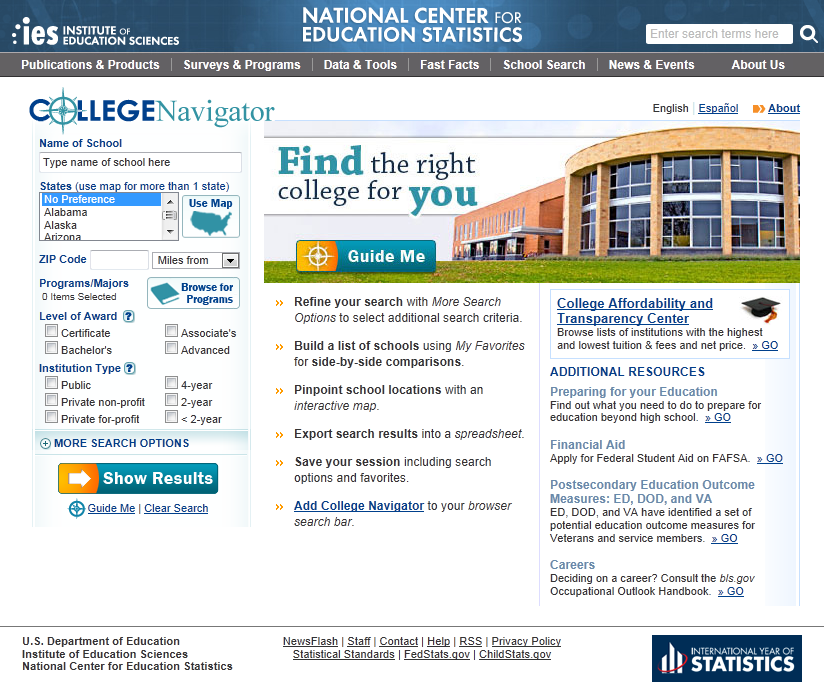 ies INSTITUTE OF
EDUCATION SCIENCES
NATIONAL CENTER FOR
EDUCATION STATISTICS
Enter search terms here
Publications & Products | Surveys & Programs | Data & Tools | Fast Facts | School Search | News & Events About Us
COLLEGE Navigator
English | Español About
Name of School
Type name of school here
States (use map for more than 1 state)
No Preference
Alabama
Alaska
Arizona
Use Map
ZIP Code Miles from
Programs/Majors
0 Items Selected
Browse for
Programs
Level of Award ?
Certificate Associate's
Bachelor's Advanced
Institution Type ?
Public 4-year
Private non-profit 2-year
Private for-profit < 2-year
MORE SEARCH OPTIONS
Show Results
Guide Me | Clear Search
Find the right
college for you
Guide Me
» Refine your search with More Search
Options to select additional search criteria.
» Build a list of schools using My Favorites
for side-by-side comparisons.
» Pinpoint school locations with an
interactive map.
» Export search results into a spreadsheet.
» Save your session including search
options and favorites.
» Add College Navigator to your browser
search bar.
College Affordability and
Transparency Center
Browse lists of institutions with the highest
and lowest tuition & fees and net price. » GO
ADDITIONAL RESOURCES
Preparing for your Education
Find out what you need to do to prepare for
education beyond high school. » GO
Financial Aid
Apply for Federal Student Aid on FAFSA. » GO
Postsecondary Education Outcome
Measures: ED, DOD, and VA
ED, DOD, and VA have identified a set of
potential education outcome measures for
Veterans and service members. » GO
Careers
Deciding on a career? Consult the bls.gov
Occupational Outlook Handbook. » GO
U.S. Department of Education
Institute of Education Sciences
National Center for Education Statistics
NewsFlash | Staff | Contact | Help | RSS | Privacy Policy
Statistical Standards | FedStats.gov | ChildStats.gov
INTERNATIONAL YEAR OF
STATISTICS